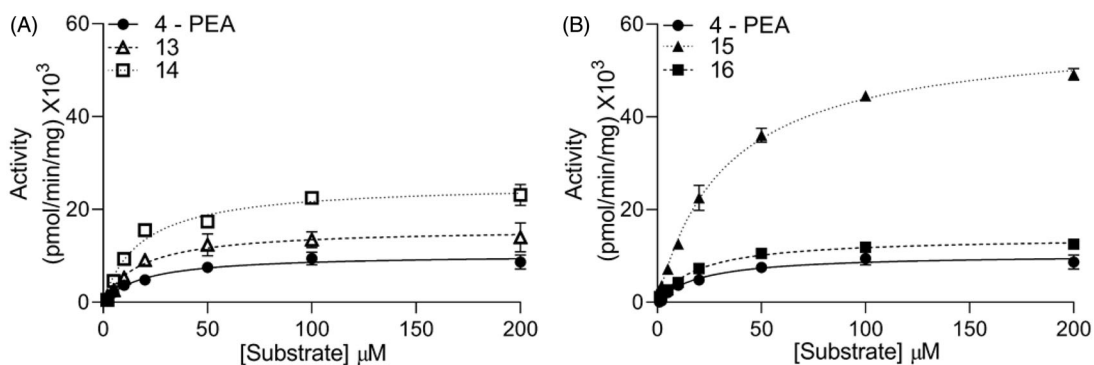 (A)
4 - PEA
13
14
Activity
(pmol/min/mg) X10³
60
40
20
0
0 50 100 150 200
[Substrate] μM
(B)
4 - PEA
15
16
Activity
(pmol/min/mg) X10³
60
40
20
0
0 50 100 150 200
[Substrate] μM